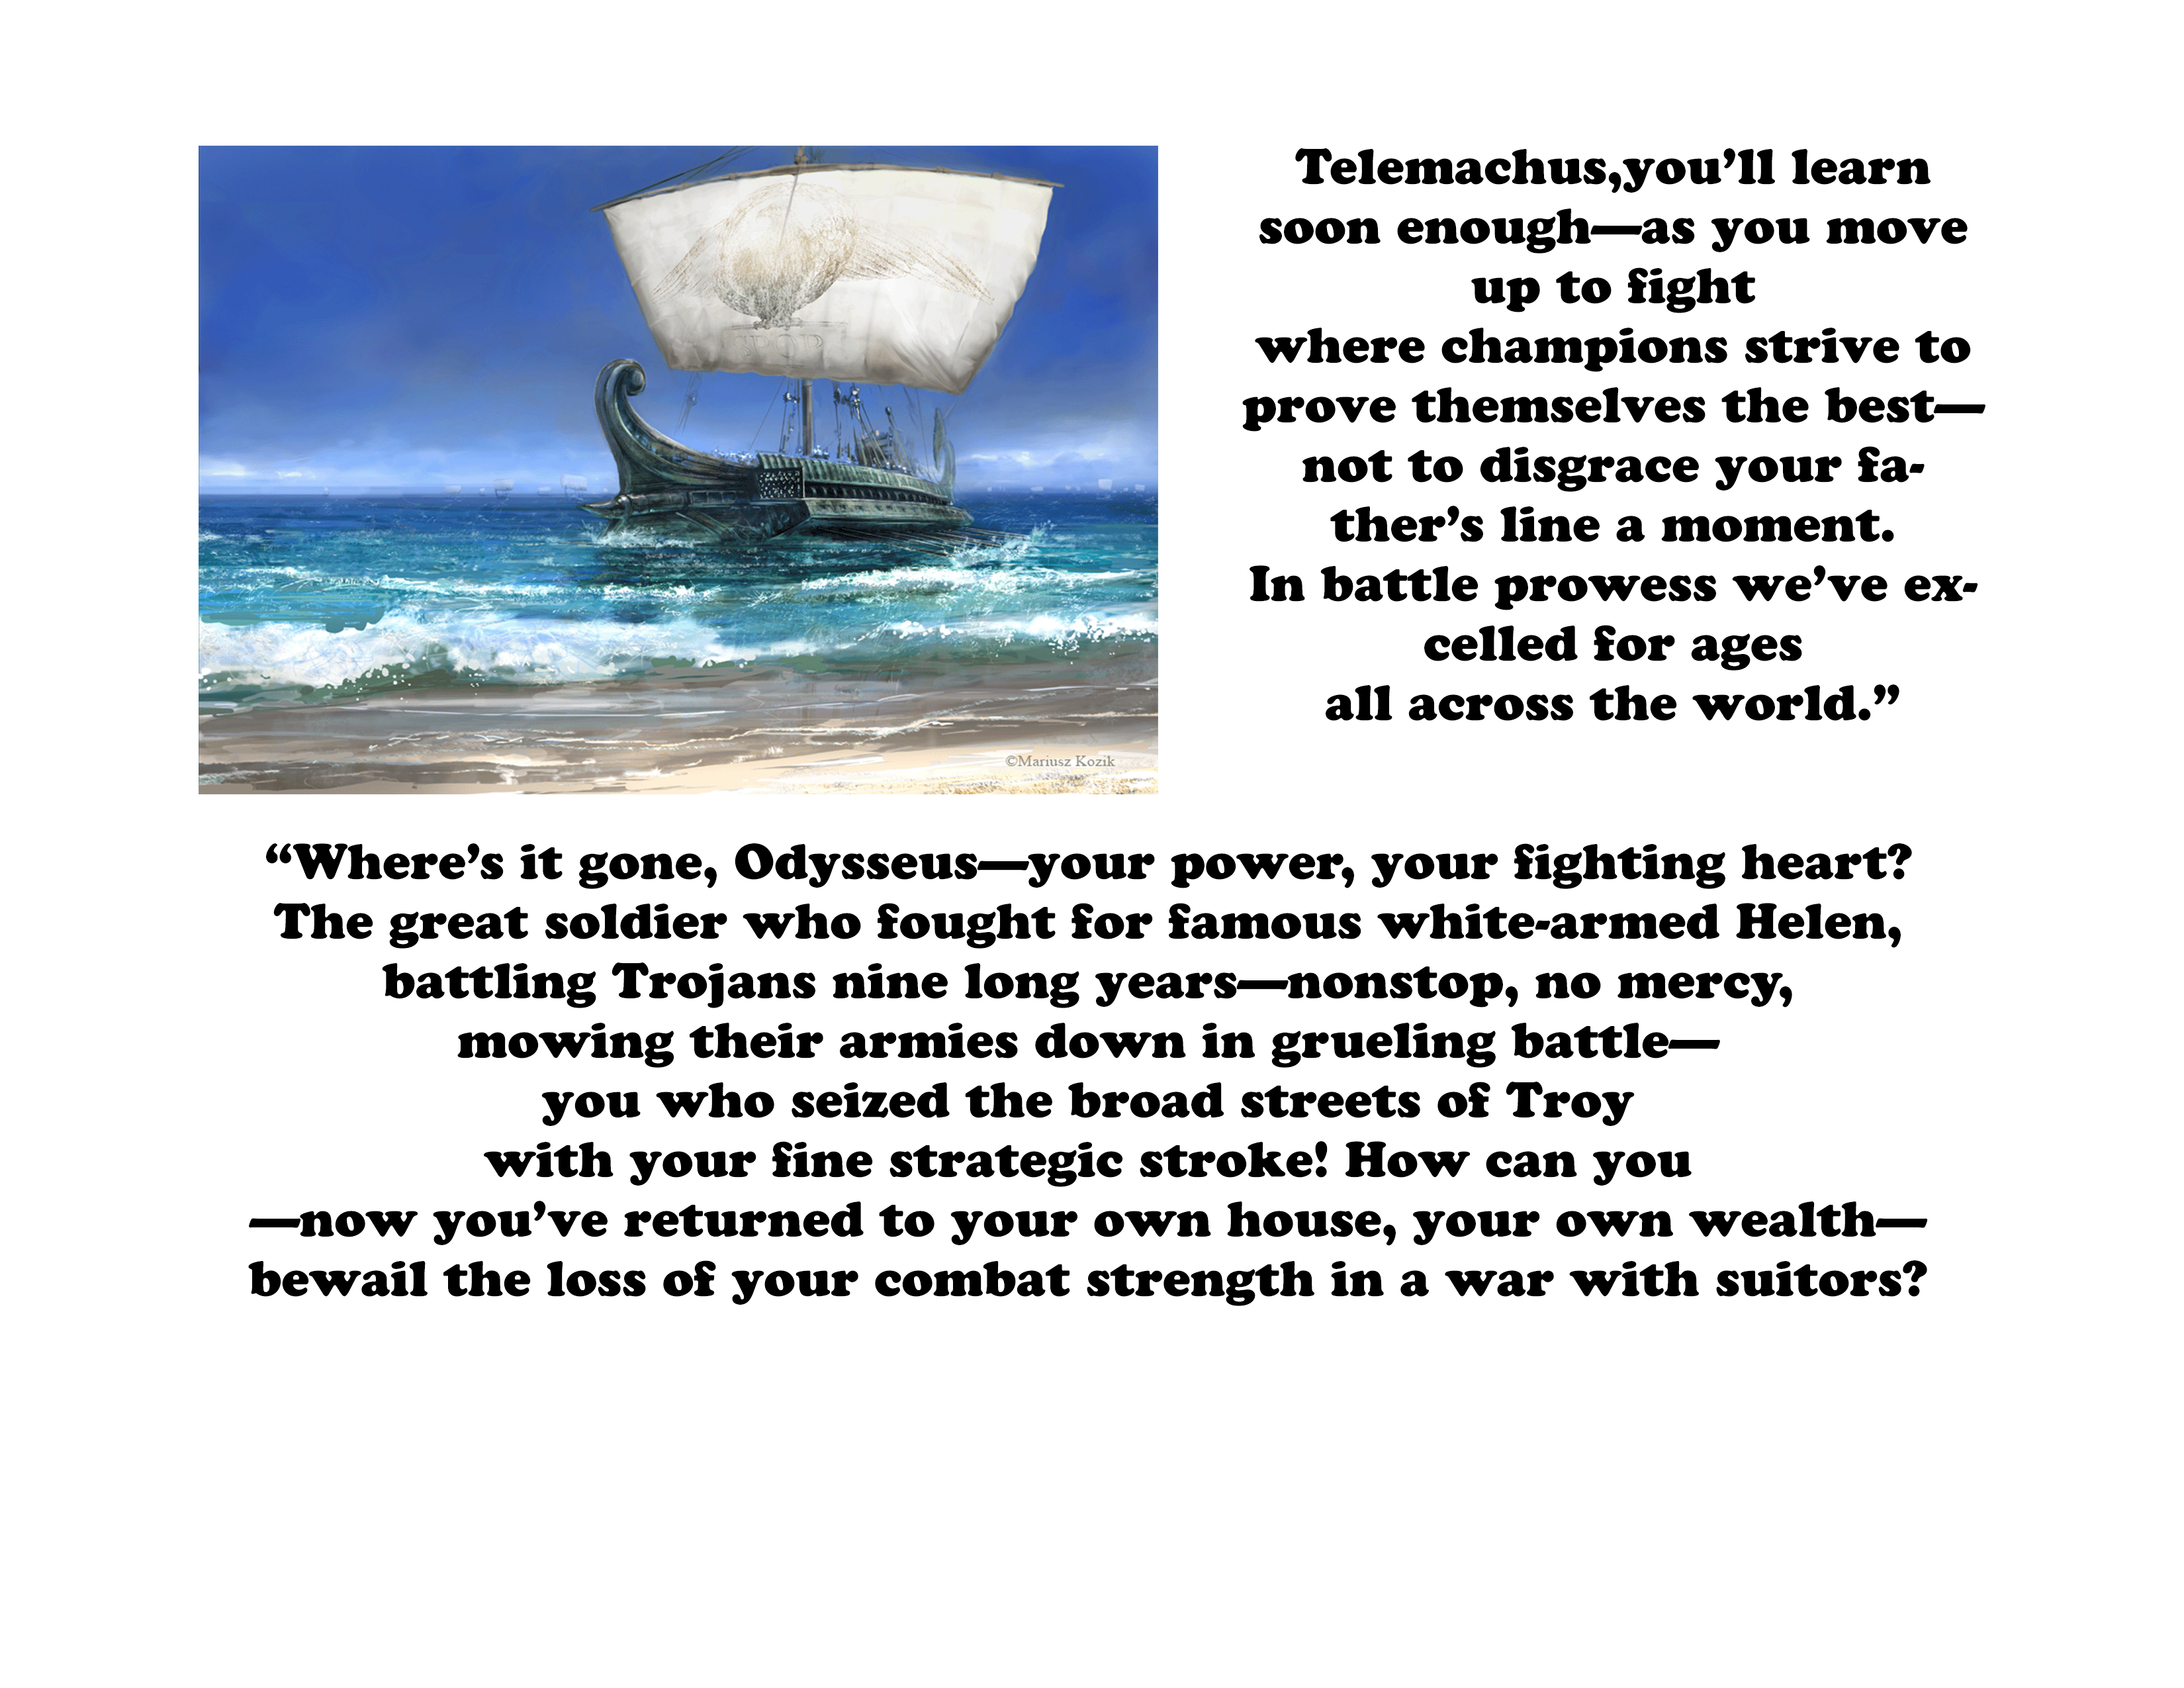 Telemachus,you’ll learn
soon enough—as you move
up to fight
where champions strive to
prove themselves the best—
not to disgrace your fa-
ther’s line a moment.
In battle prowess we’ve ex-
celled for ages
all across the world.”
©Mariusz Kozik
“Where’s it gone, Odysseus—your power, your fighting heart?
The great soldier who fought for famous white-armed Helen,
battling Trojans nine long years—nonstop, no mercy,
mowing their armies down in grueling battle—
you who seized the broad streets of Troy
with your fine strategic stroke! How can you
—now you’ve returned to your own house, your own wealth—
bewail the loss of your combat strength in a war with suitors?